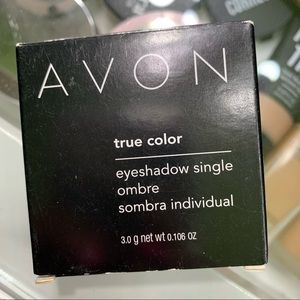 AVON
true color
eyeshadow single
ombre
sombra individual
3.0 g net wt 0.106 oz